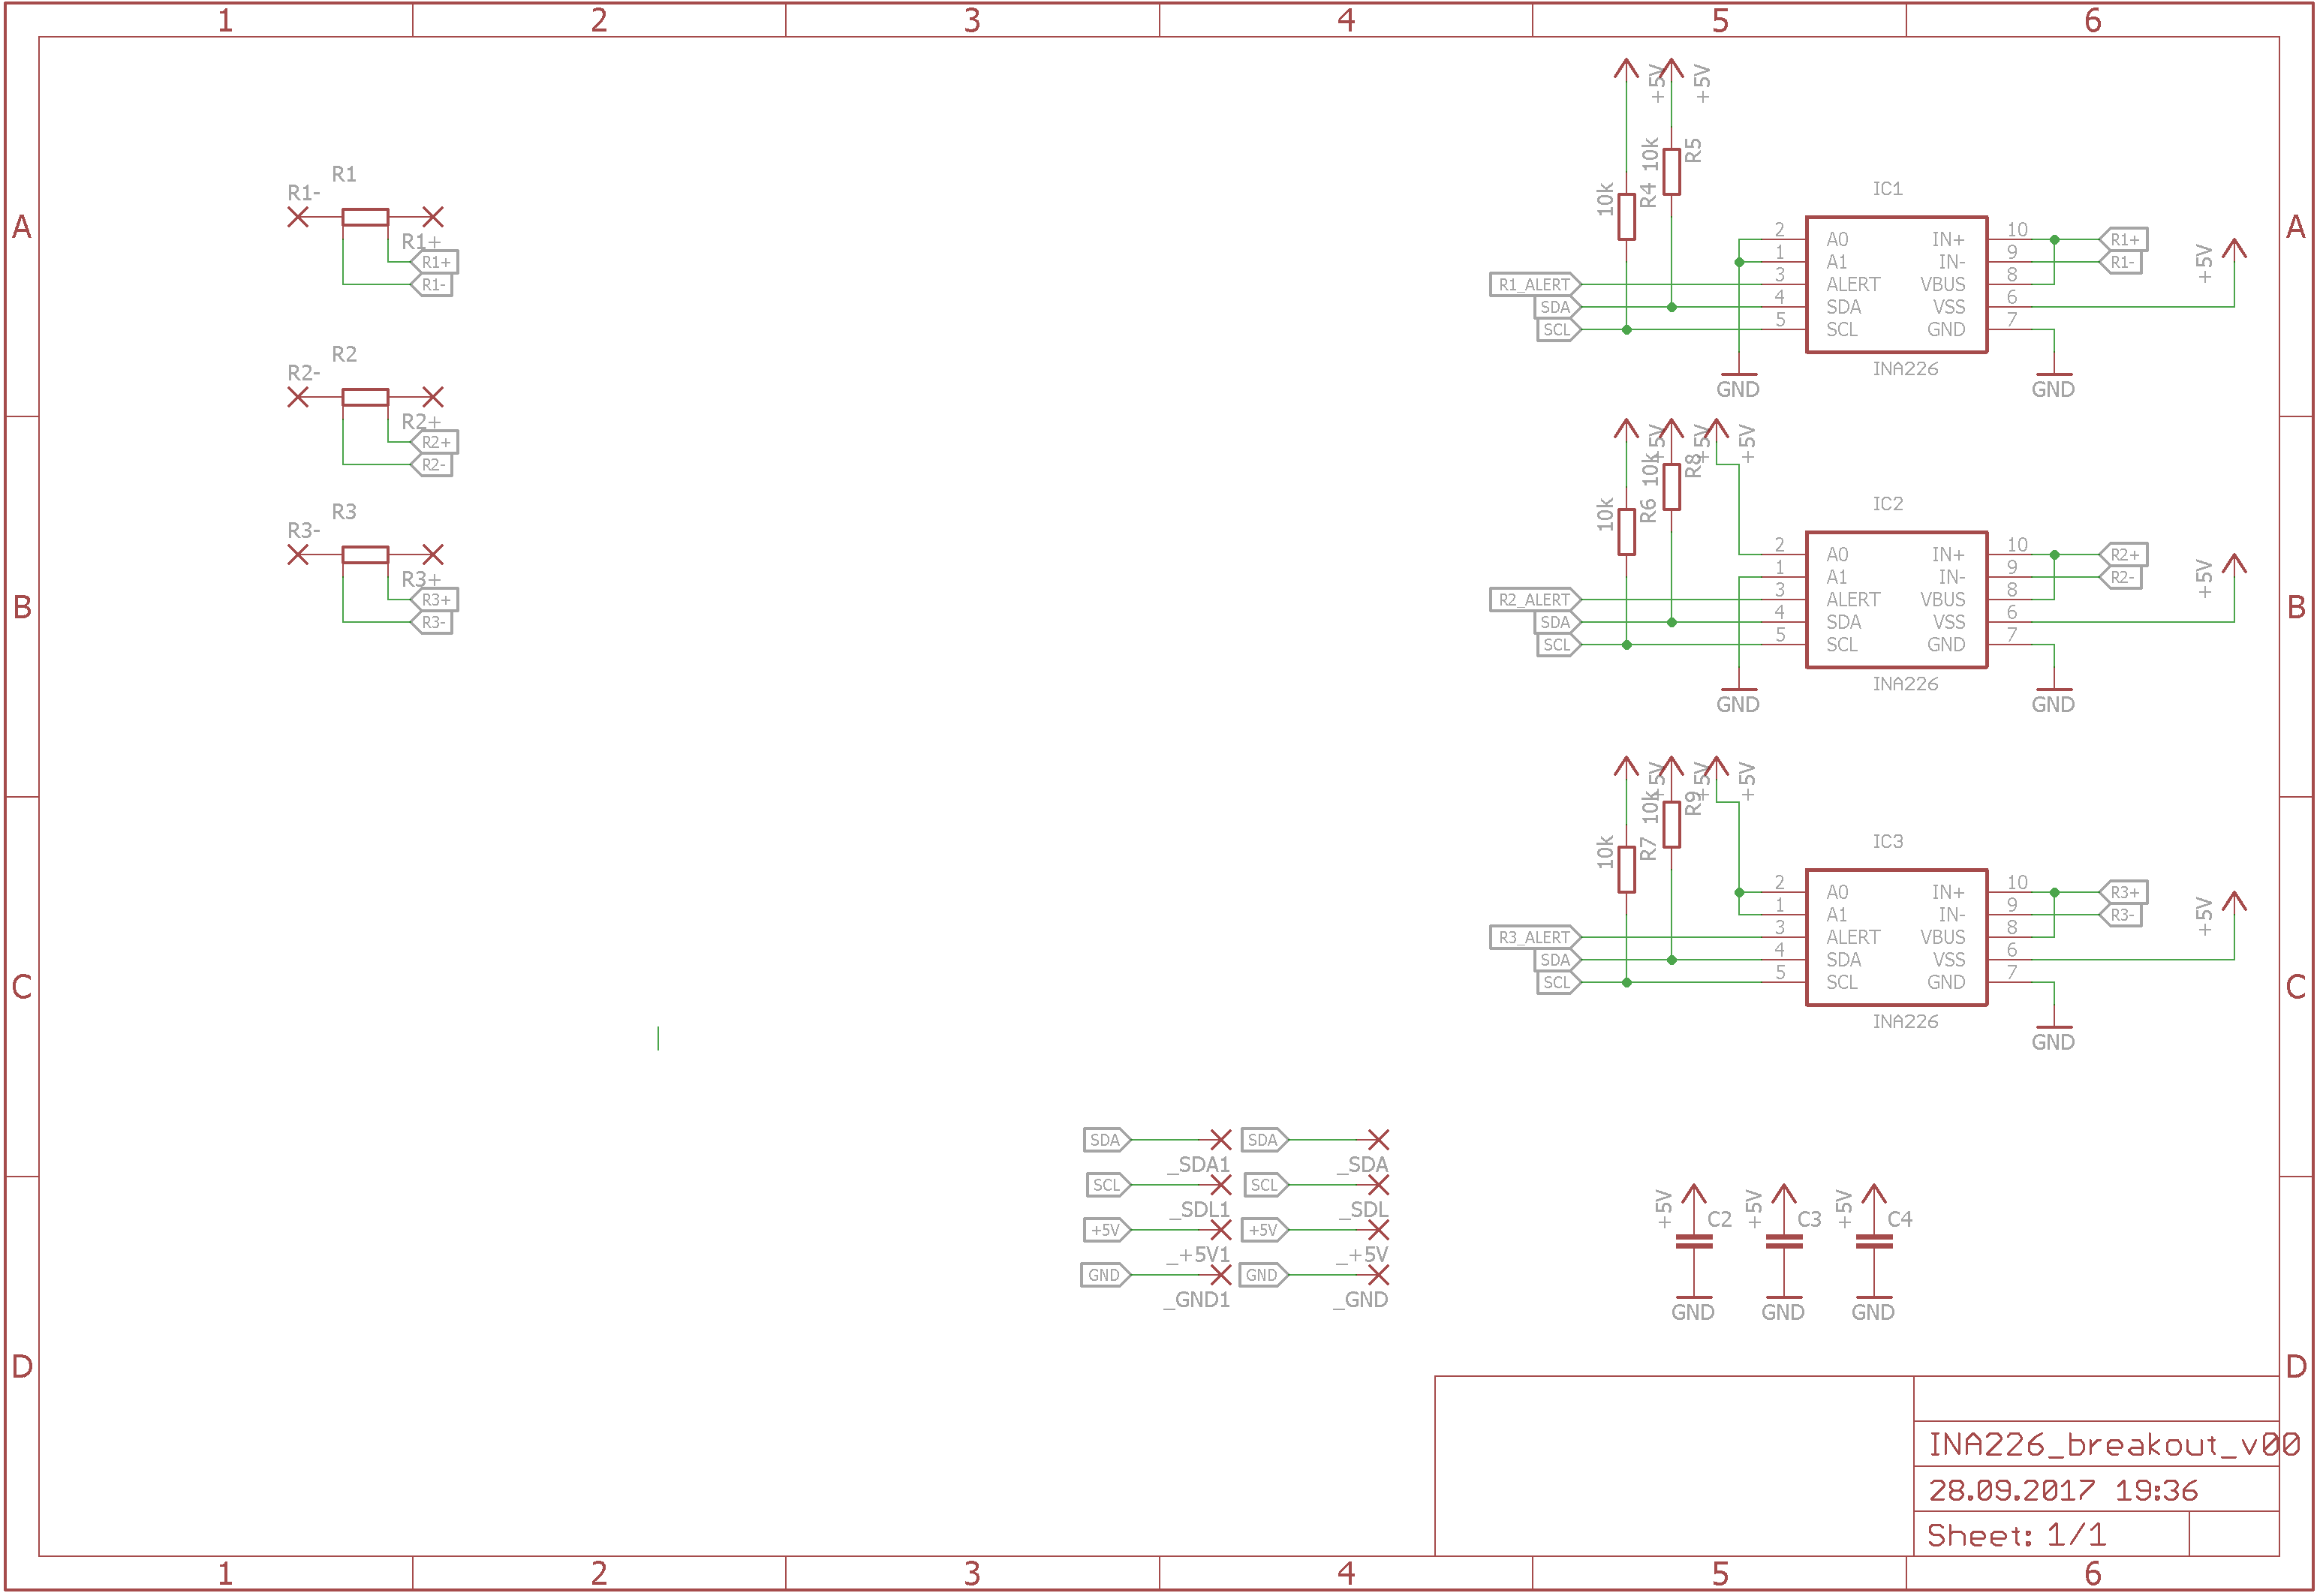 1 2 3 4 5 6
A A
B B
C C
D D
R1
R1-
R1+
R1+
R1-
R2
R2-
R2+
R2+
R2-
R3
R3-
R3+
R3+
R3-
+5V +5V
10k R4 10k R5
IC1
2 A0 IN+ 10 R1+
1 A1 IN- 9 R1-
R1_ALERT 3 ALERT VBUS 8
SDA 4 SDA VSS 6 +5V
SCL 5 SCL GND 7
INA226
GND GND
+5V +5V +5V
10k R6 10k R8
IC2
2 A0 IN+ 10 R2+
1 A1 IN- 9 R2-
R2_ALERT 3 ALERT VBUS 8
SDA 4 SDA VSS 6 +5V
SCL 5 SCL GND 7
INA226
GND GND
+5V +5V +5V
10k R7 10k R9
IC3
2 A0 IN+ 10 R3+
1 A1 IN- 9 R3-
R3_ALERT 3 ALERT VBUS 8
SDA 4 SDA VSS 6 +5V
SCL 5 SCL GND 7
INA226
GND
SDA SDA
_SDA1 _SDA
SCL SCL
_SDL1 _SDL
+5V +5V
_+5V1 _+5V
GND GND
_GND1 _GND
+5V C2 +5V C3 +5V C4
GND GND GND
INA226_breakout_v00
28.09.2017 19:36
Sheet: 1/1
1 2 3 4 5 6